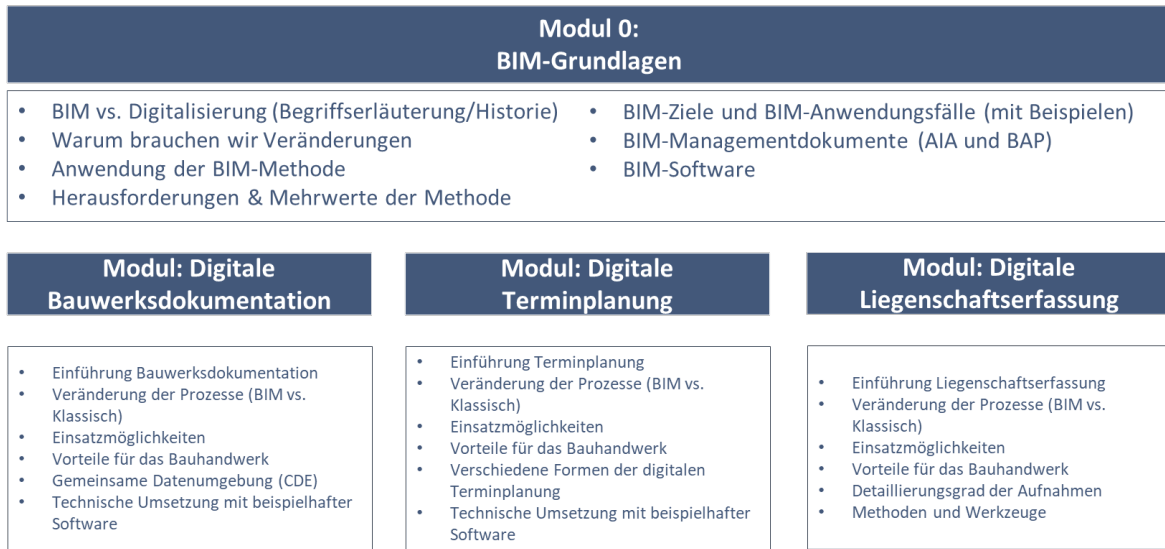 Modul 0:
BIM-Grundlagen
• BIM vs. Digitalisierung (Begriffserläuterung/Historie)
• Warum brauchen wir Veränderungen
• Anwendung der BIM-Methode
• Herausforderungen & Mehrwerte der Methode
• BIM-Ziele und BIM-Anwendungsfälle (mit Beispielen)
• BIM-Managementdokumente (AIA und BAP)
• BIM-Software
Modul: Digitale
Bauwerksdokumentation
• Einführung Bauwerksdokumentation
• Veränderung der Prozesse (BIM vs.
Klassisch)
• Einsatzmöglichkeiten
• Vorteile für das Bauhandwerk
• Gemeinsame Datenumgebung (CDE)
• Technische Umsetzung mit beispielhafter
Software
Modul: Digitale
Terminplanung
• Einführung Terminplanung
• Veränderung der Prozesse (BIM vs.
Klassisch)
• Einsatzmöglichkeiten
• Vorteile für das Bauhandwerk
• Verschiedene Formen der digitalen
Terminplanung
• Technische Umsetzung mit beispielhafter
Software
Modul: Digitale
Liegenschaftserfassung
• Einführung Liegenschaftserfassung
• Veränderung der Prozesse (BIM vs.
Klassisch)
• Einsatzmöglichkeiten
• Vorteile für das Bauhandwerk
• Detaillierungsgrad der Aufnahmen
• Methoden und Werkzeuge